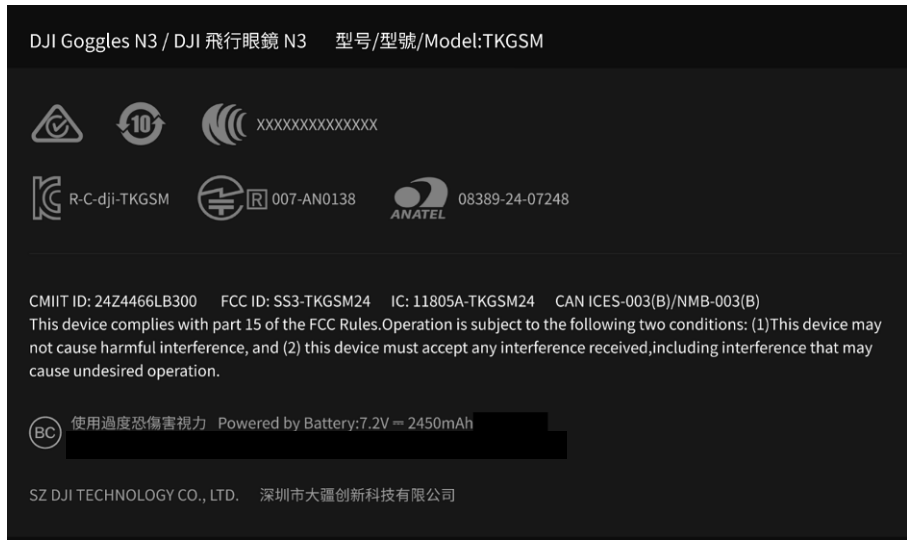 DJI Goggles N3 / DJI 飛行眼鏡 N3 型号/型號/Model:TKGSM
10 XXXXXXXXXXXXXX
R-C-dji-TKGSM R 007-AN0138 ANATEL 08389-24-07248
CMIIT ID: 24Z4466LB300 FCC ID: SS3-TKGSM24 IC: 11805A-TKGSM24 CAN ICES-003(B)/NMB-003(B)
This device complies with part 15 of the FCC Rules.Operation is subject to the following two conditions: (1)This device may
not cause harmful interference, and (2) this device must accept any interference received,including interference that may
cause undesired operation.
BC 使用過度恐傷害視力 Powered by Battery:7.2V⎓2450mAh
SZ DJI TECHNOLOGY CO., LTD. 深圳市大疆创新科技有限公司